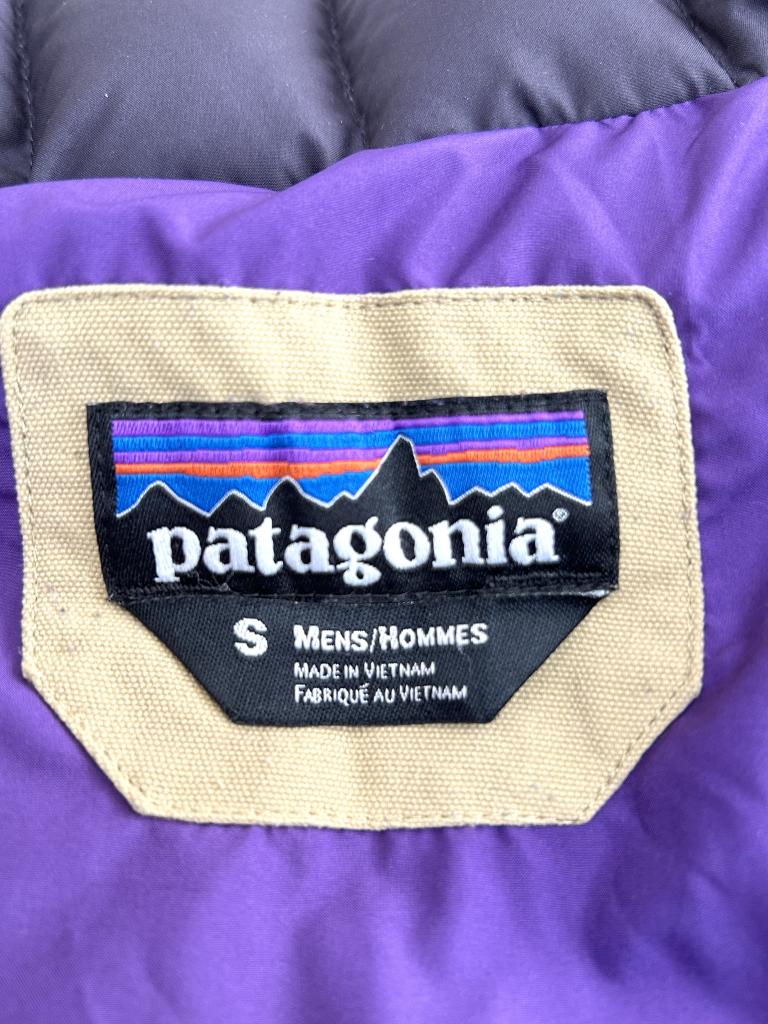 patagonia®
S MENS/HOMMES
MADE IN VIETNAM
FABRIQUÉ AU VIETNAM